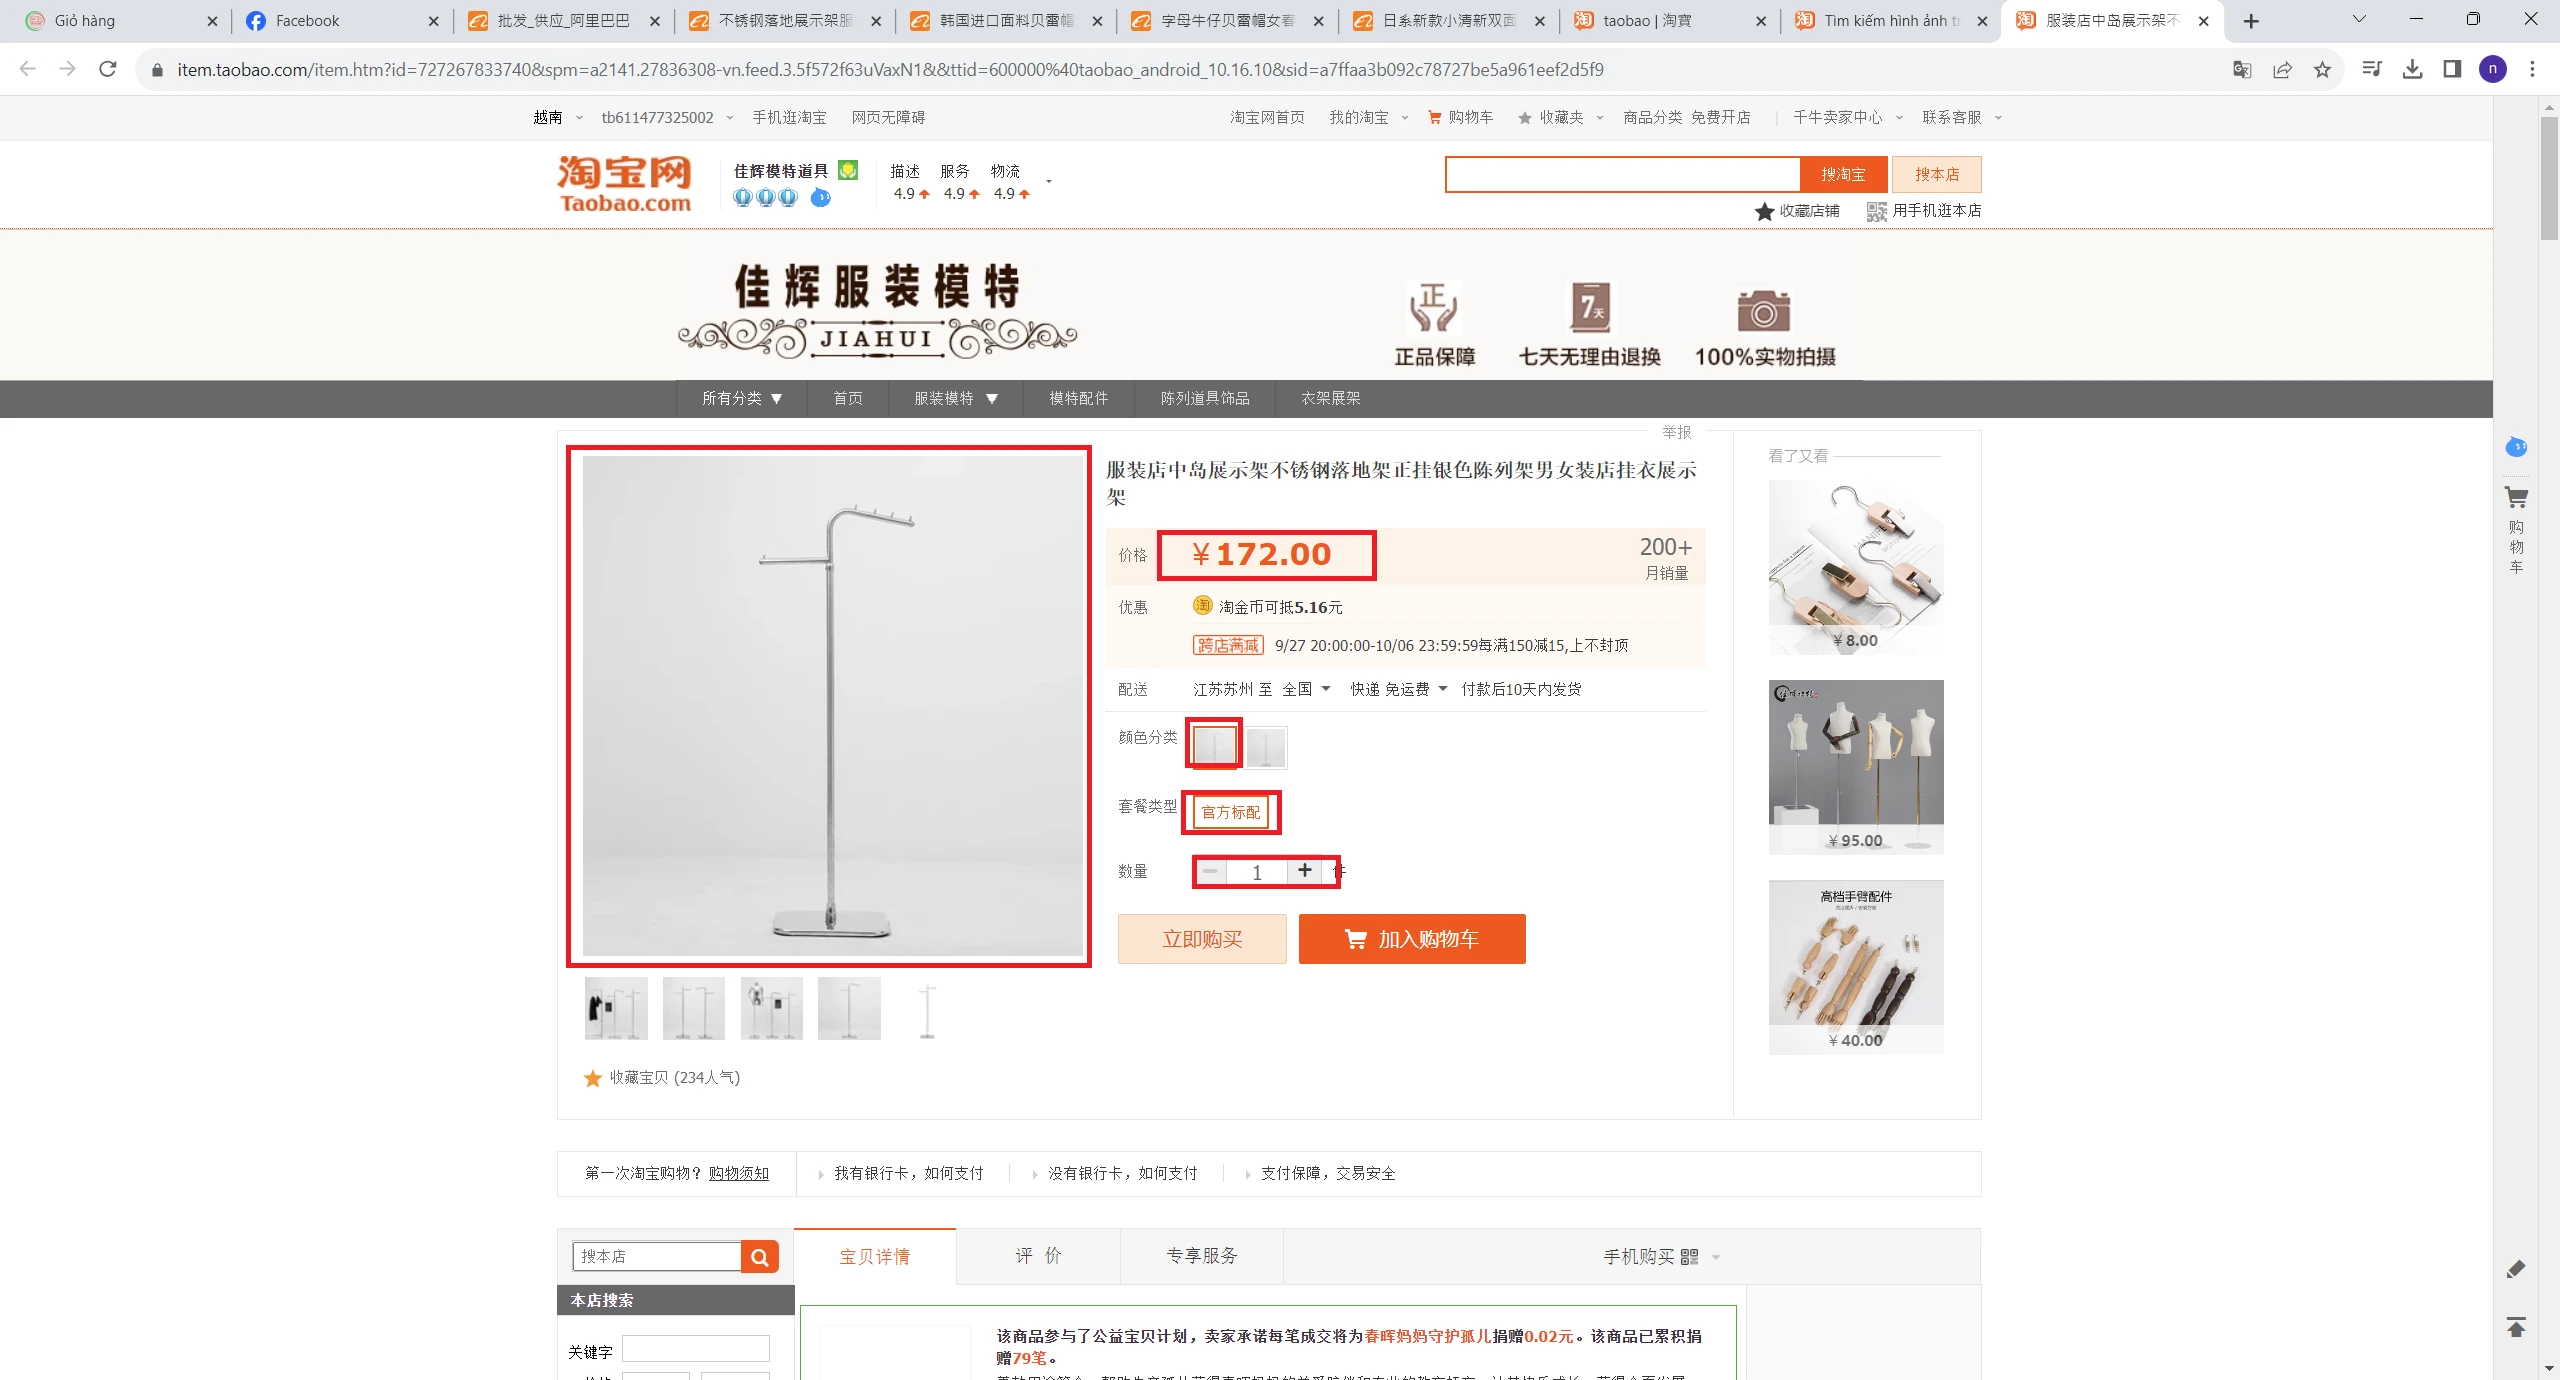 Giỏ hàng
Facebook
批发_供应_阿里巴巴
不锈钢落地展示架服
韩国进口面料贝雷帽
字母牛仔贝雷帽女春
日系新款小清新双面
taobao | 淘寶
Tìm kiếm hình ảnh tr
服装店中岛展示架不
item.taobao.com/item.htm?id=727267833740&spm=a2141.27836308-vn.feed.3.5f572f63uVaxN1&&ttid=600000%40taobao_android_10.16.10&sid=a7ffaa3b092c78727be5a961eef2d5f9
n
越南 tb611477325002 手机逛淘宝 网页无障碍
淘宝网首页 我的淘宝 购物车 收藏夹 商品分类 免费开店 | 千牛卖家中心 联系客服
淘宝网
Taobao.com
佳辉模特道具
描述 服务 物流
4.9 4.9 4.9
搜淘宝 搜本店
收藏店铺 用手机逛本店
佳辉服装模特
JIAHUI
正
7天
正品保障 七天无理由退换 100%实物拍摄
所有分类 ▼ 首页 服装模特 ▼ 模特配件 陈列道具饰品 衣架展架
举报
服装店中岛展示架不锈钢落地架正挂银色陈列架男女装店挂衣展示
架
价格 ¥172.00
200+
月销量
优惠 淘金币可抵5.16元
跨店满减 9/27 20:00:00-10/06 23:59:59每满150减15,上不封顶
配送 江苏苏州 至 全国 快递 免运费 付款后10天内发货
颜色分类
套餐类型 官方标配
数量 1 件
立即购买 加入购物车
收藏宝贝 (234人气)
看了又看
¥ 8.00
¥ 95.00
高档手臂配件
¥ 40.00
购
物
车
第一次淘宝购物? 购物须知 我有银行卡，如何支付 没有银行卡，如何支付 支付保障，交易安全
搜本店
宝贝详情 评 价 专享服务 手机购买
本店搜索
关键字
该商品参与了公益宝贝计划，卖家承诺每笔成交将为春晖妈妈守护孤儿捐赠0.02元。该商品已累积捐
赠79笔。